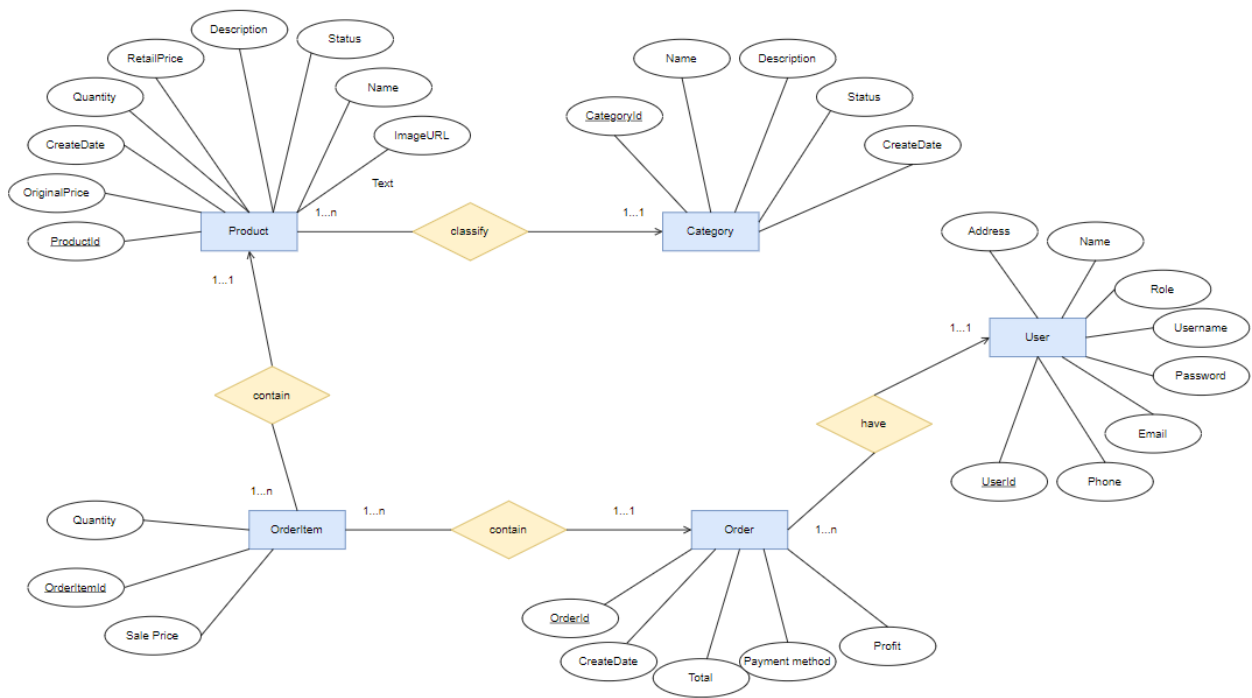 Description
Status
RetailPrice
Name
Description
Quantity
Name
Status
CategoryId
CreateDate
ImageURL
CreateDate
OriginalPrice
Text
1...n
1...1
ProductId
Product
classify
Category
Address
Name
1...1
Role
1...1
User
Username
Password
contain
have
Email
UserId
Phone
1...n
1...n
1...1
Quantity
OrderItem
contain
Order
1...n
OrderItemId
OrderId
Sale Price
Profit
CreateDate
Payment method
Total